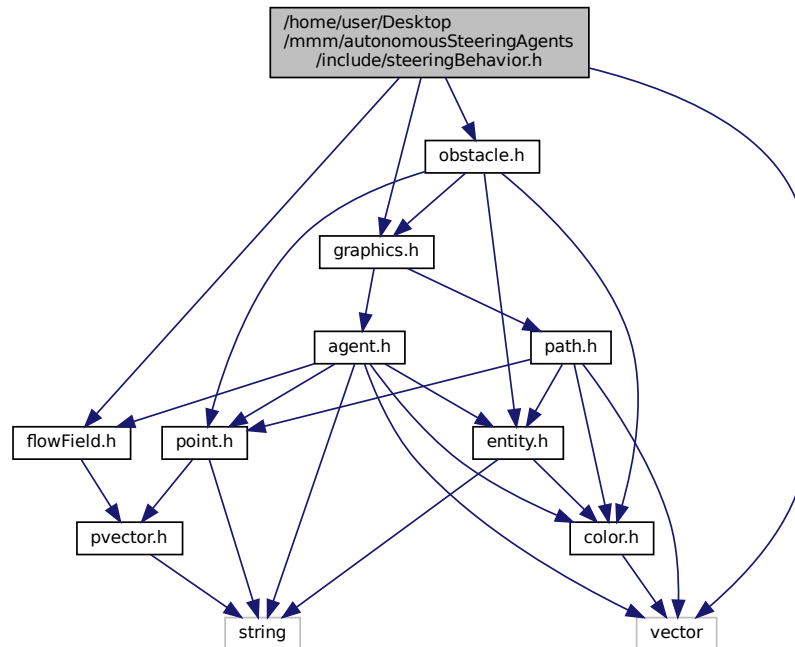 /home/user/Desktop
/mmm/autonomousSteeringAgents
/include/steeringBehavior.h
obstacle.h
graphics.h
agent.h
path.h
flowField.h
point.h
entity.h
pvector.h
color.h
string
vector